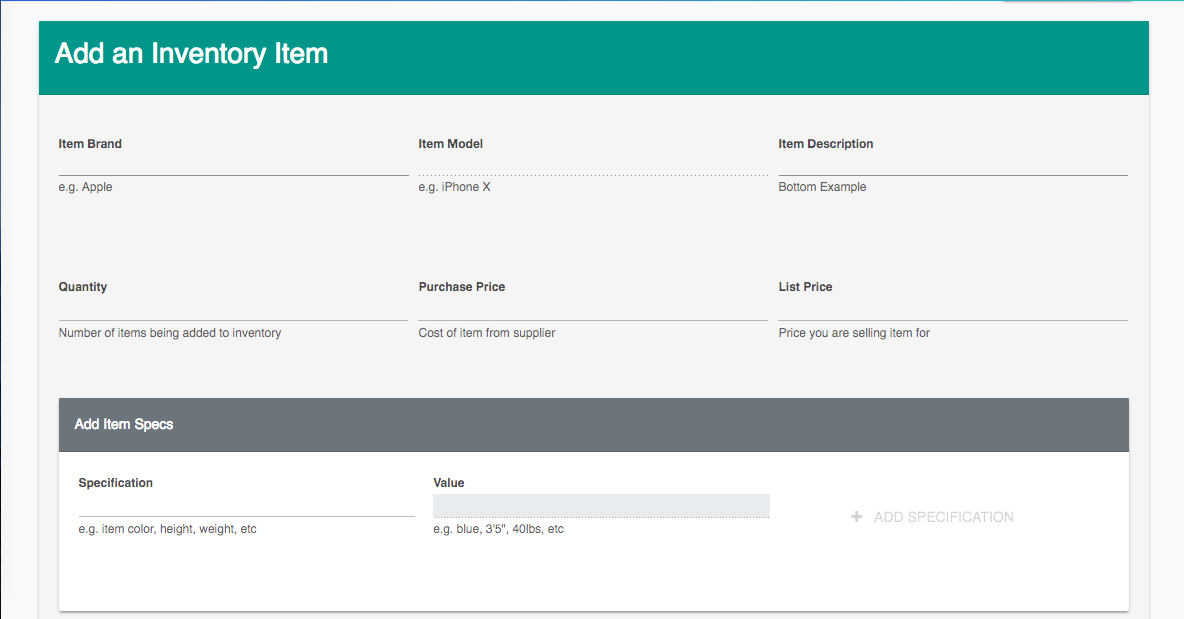 Add an Inventory Item
Item Brand
Item Model
Item Description
e.g. Apple
e.g. iPhone X
Bottom Example
Quantity
Purchase Price
List Price
Number of items being added to inventory
Cost of item from supplier
Price you are selling item for
Add Item Specs
Specification
Value
e.g. item color, height, weight, etc
e.g. blue, 3'5", 40lbs, etc
+ ADD SPECIFICATION